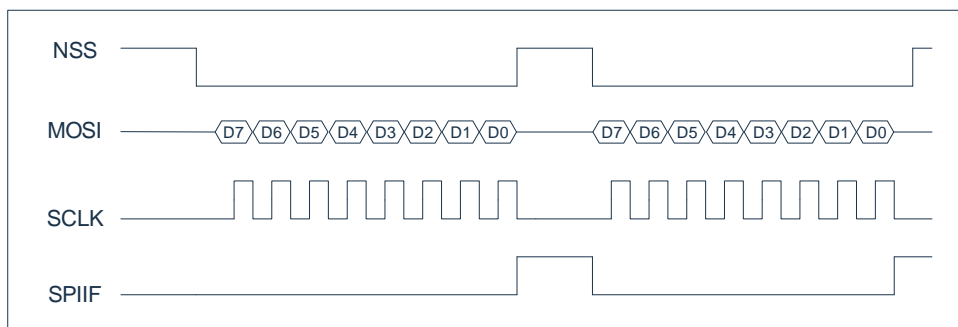 NSS
MOSI D7 D6 D5 D4 D3 D2 D1 D0 D7 D6 D5 D4 D3 D2 D1 D0
SCLK
SPIIF